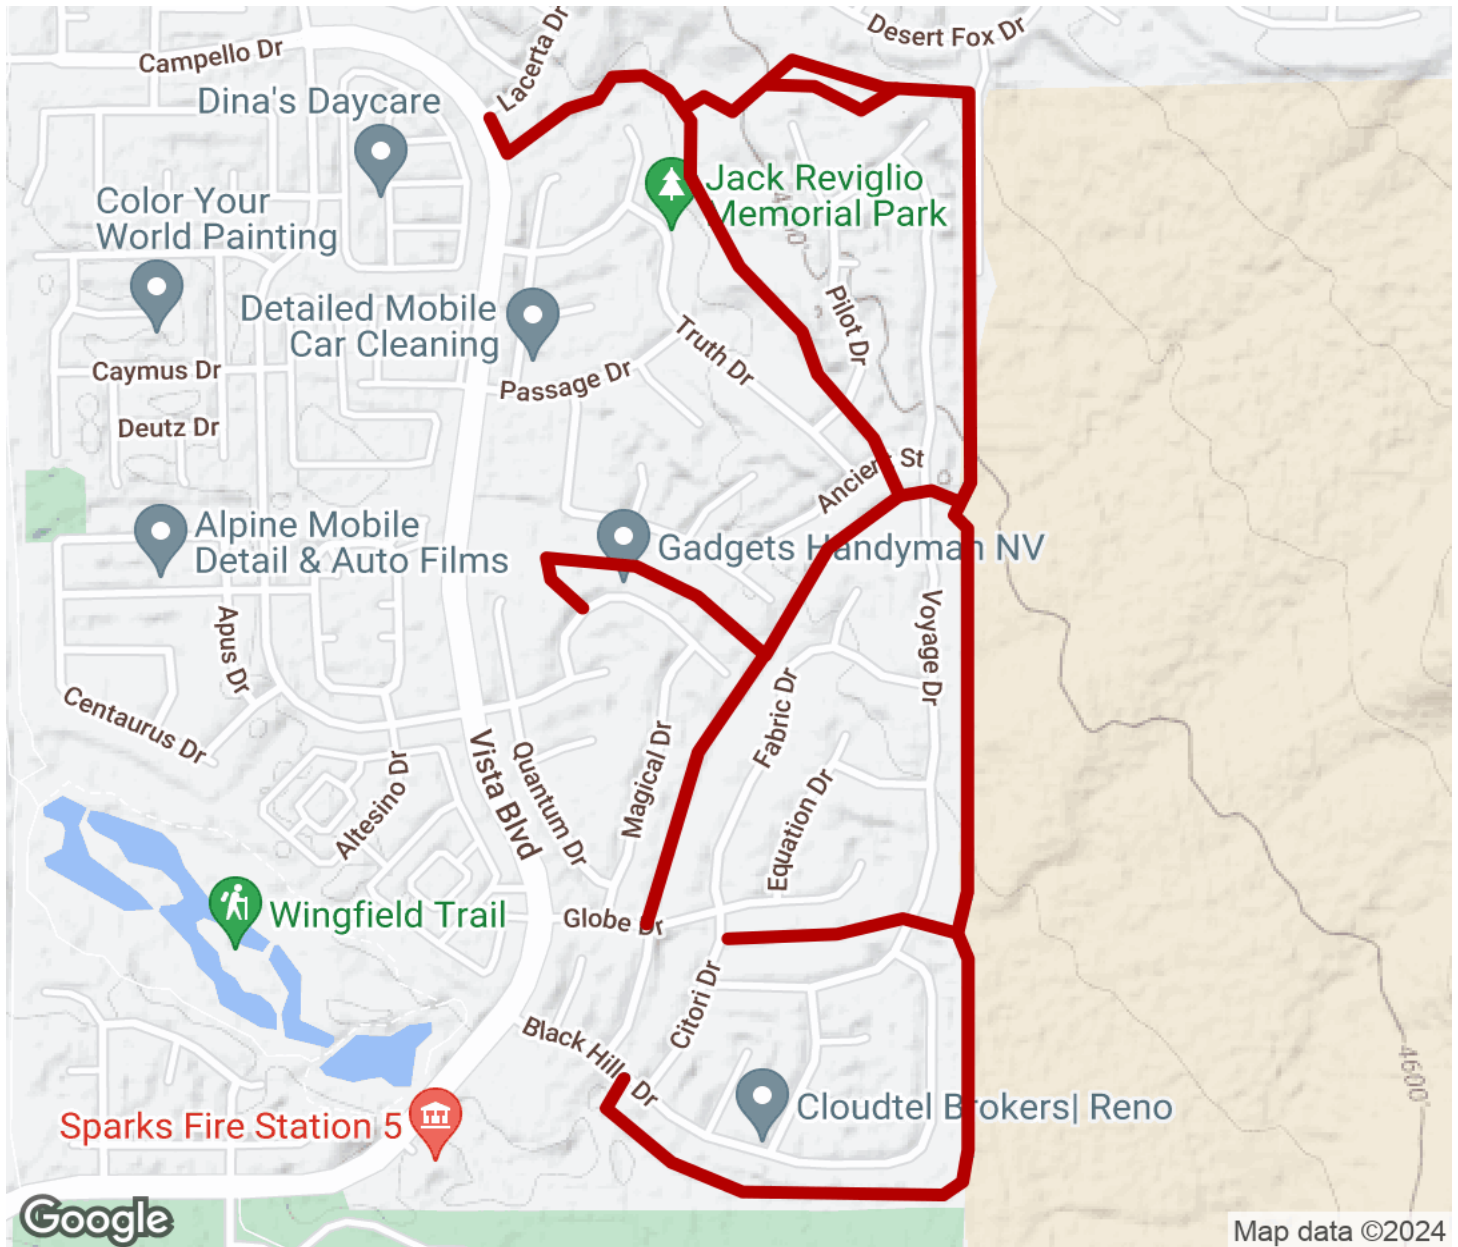 Desert Fox Dr
Lacerta Dr
Campello Dr
Dina's Daycare
Color Your
World Painting
Jack Reviglio
Memorial Park
Detailed Mobile
Car Cleaning
Pilot Dr
Truth Dr
Caymus Dr
Passage Dr
Deutz Dr
Ancient St
Alpine Mobile
Detail & Auto Films
Gadgets Handyman NV
Voyage Dr
Apus Dr
Centaurus Dr
Fabric Dr
Vista Blvd
Quantum Dr
Magical Dr
Altesino Dr
Equation Dr
Wingfield Trail
Globe Dr
Citori Dr
Black Hills Dr
4600'
Sparks Fire Station 5
Cloudtel Brokers| Reno
Google
Map data ©2024